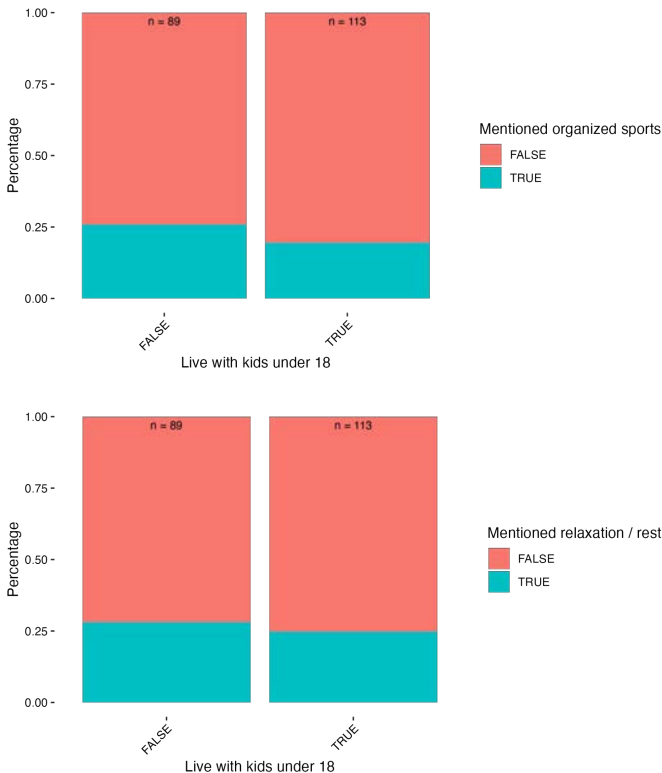 1.00
0.75
0.50
0.25
0.00
Percentage
n = 89
n = 113
FALSE
TRUE
Live with kids under 18
Mentioned organized sports
FALSE
TRUE
1.00
0.75
0.50
0.25
0.00
Percentage
n = 89
n = 113
FALSE
TRUE
Live with kids under 18
Mentioned relaxation / rest
FALSE
TRUE